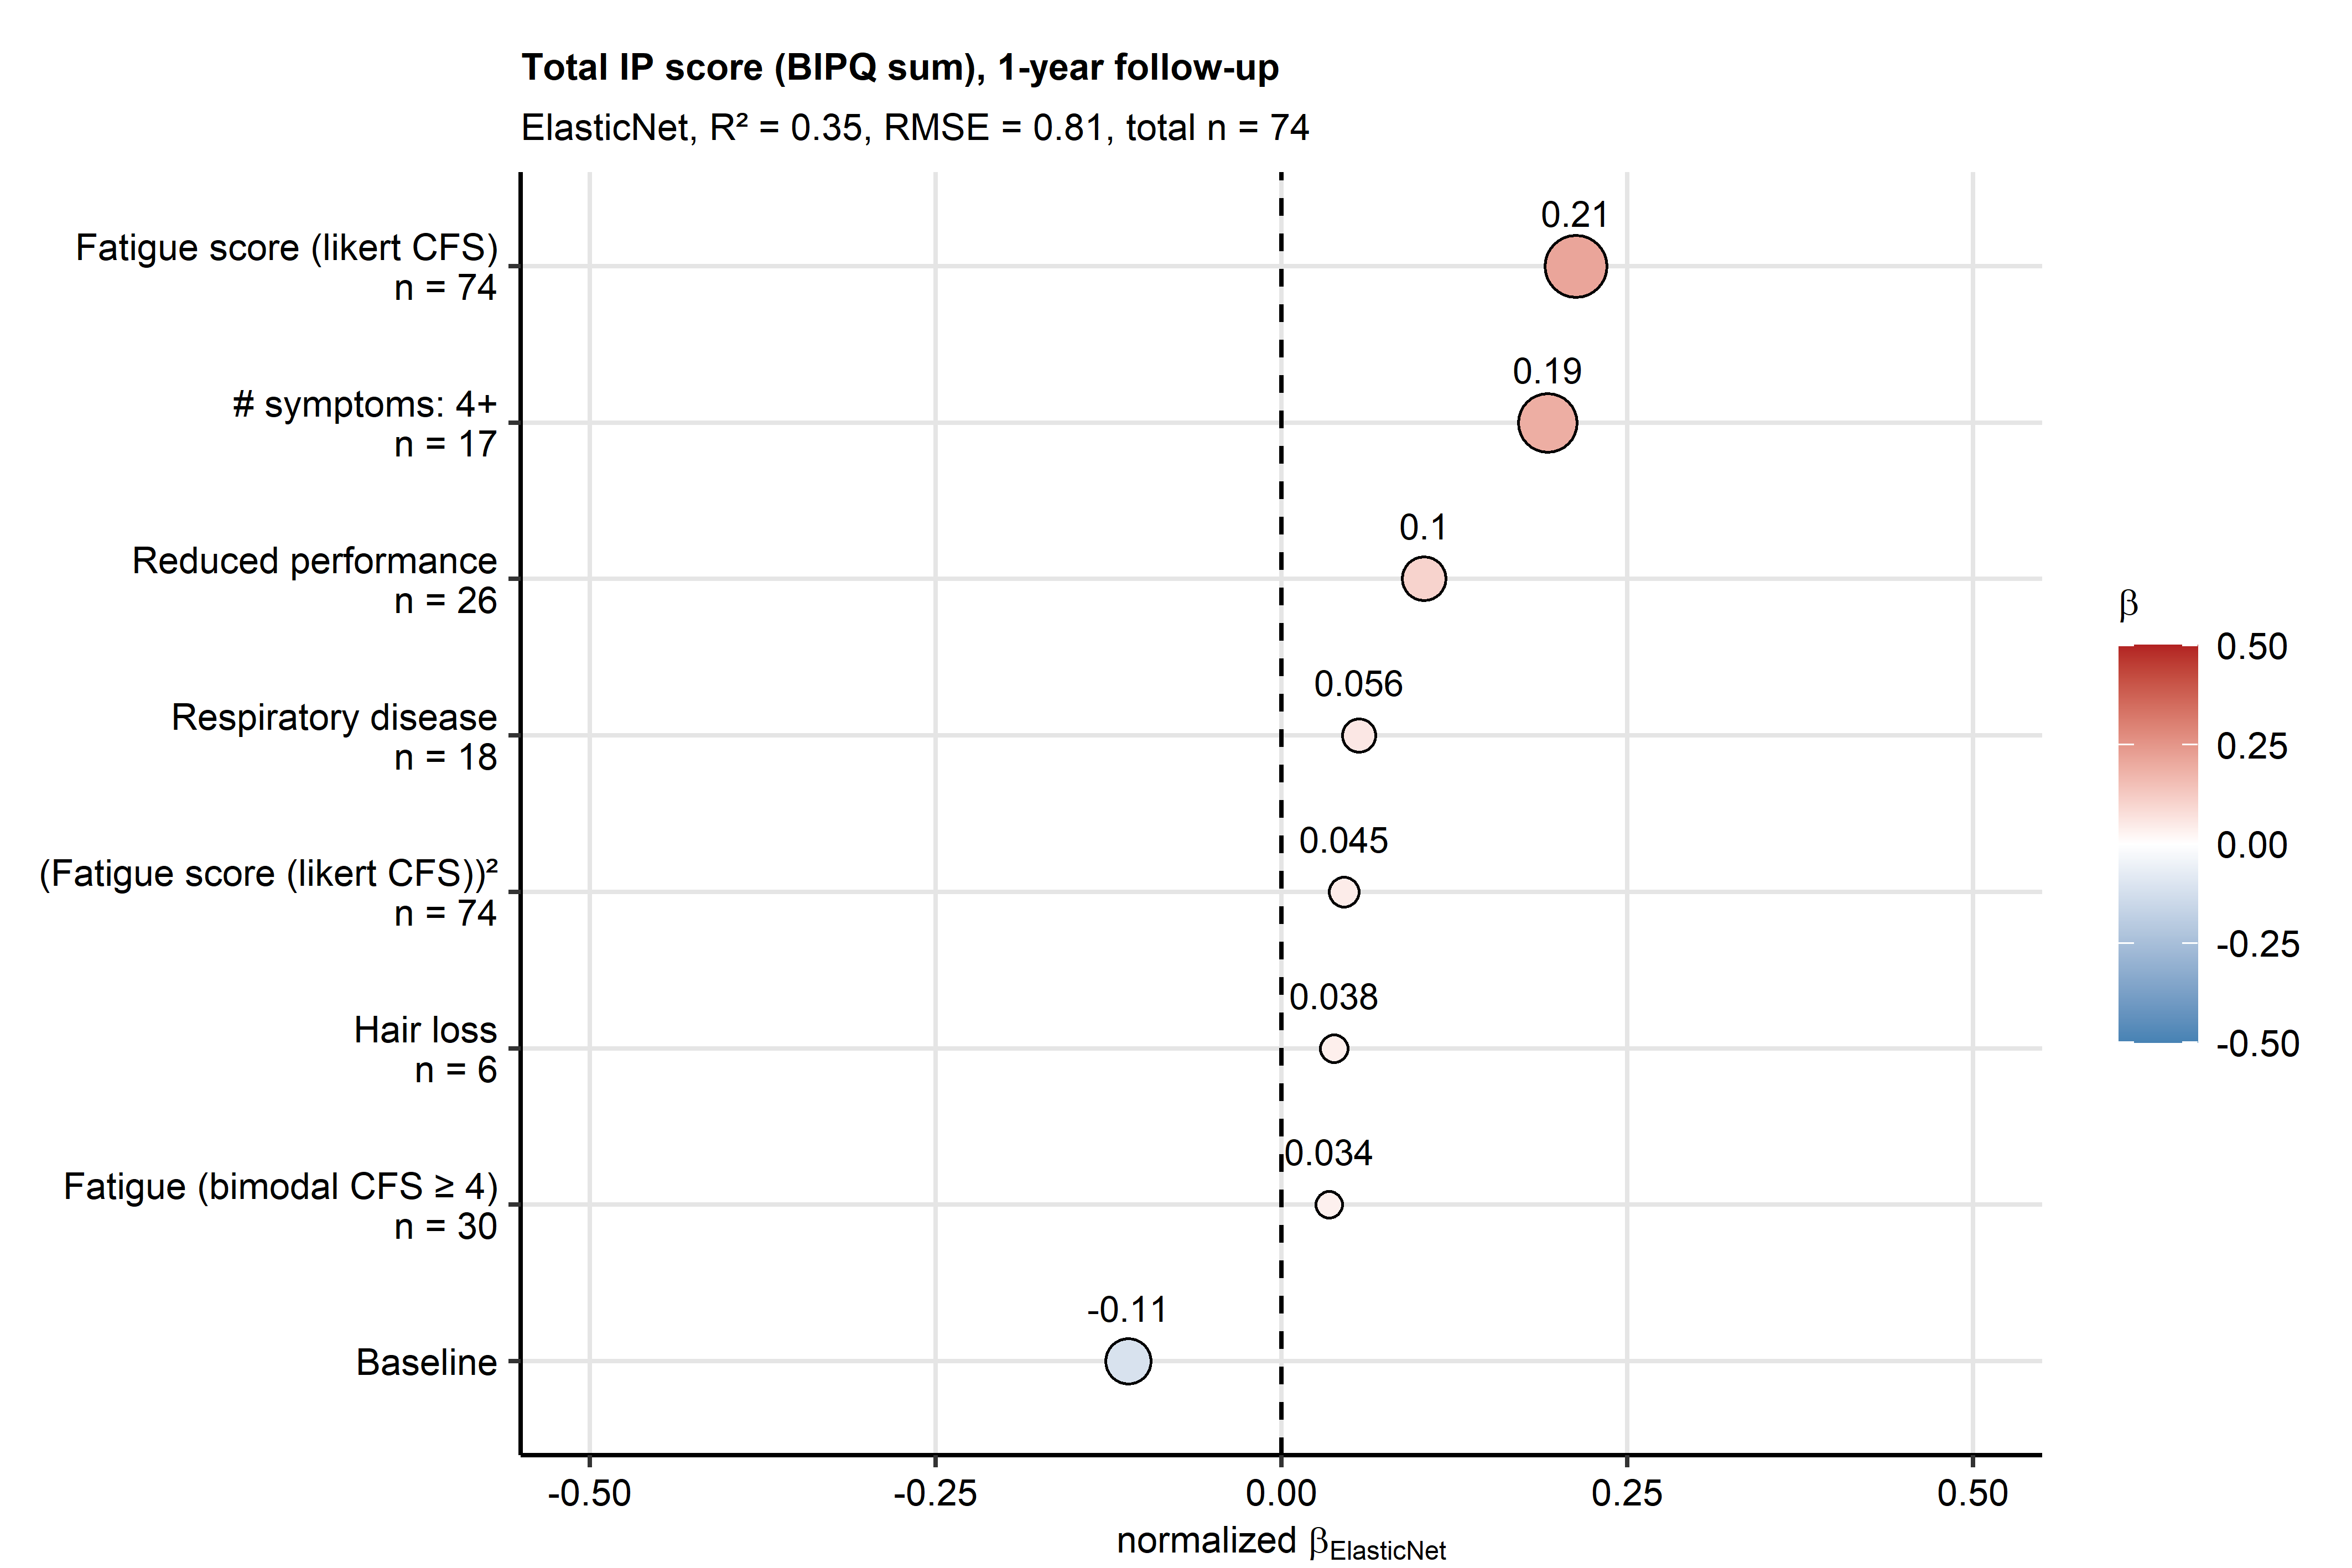 Total IP score (BIPQ sum), 1-year follow-up
ElasticNet, R² = 0.35, RMSE = 0.81, total n = 74
Fatigue score (likert CFS)
n = 74
0.21
# symptoms: 4+
n = 17
0.19
Reduced performance
n = 26
0.1
Respiratory disease
n = 18
0.056
(Fatigue score (likert CFS))²
n = 74
0.045
Hair loss
n = 6
0.038
Fatigue (bimodal CFS ≥ 4)
n = 30
0.034
Baseline
-0.11
-0.50
-0.25
0.00
0.25
0.50
normalized βElasticNet
β
0.50
0.25
0.00
-0.25
-0.50